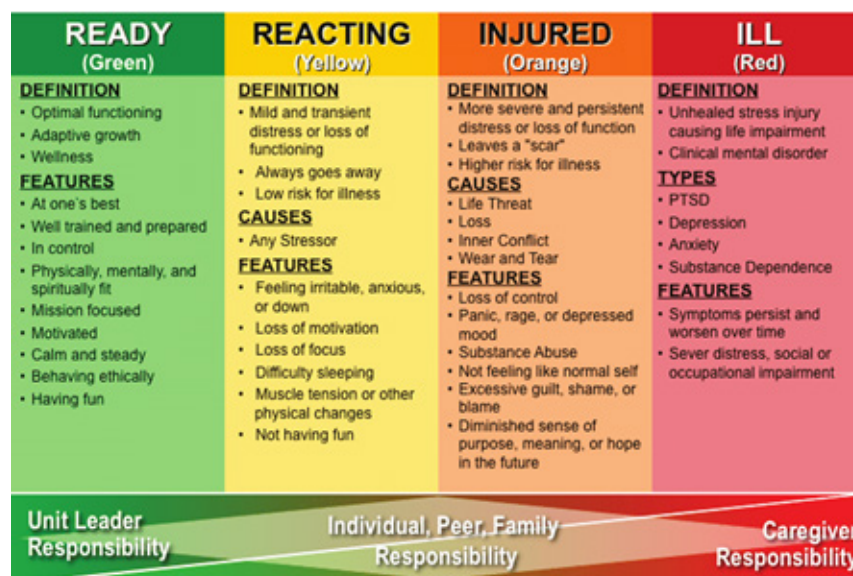 READY
(Green)
DEFINITION
• Optimal functioning
• Adaptive growth
• Wellness
FEATURES
• At one's best
• Well trained and prepared
• In control
• Physically, mentally, and
spiritually fit
• Mission focused
• Motivated
• Calm and steady
• Behaving ethically
• Having fun
REACTING
(Yellow)
DEFINITION
• Mild and transient
distress or loss of
functioning
• Always goes away
• Low risk for illness
CAUSES
• Any Stressor
FEATURES
• Feeling irritable, anxious,
or down
• Loss of motivation
• Loss of focus
• Difficulty sleeping
• Muscle tension or other
physical changes
• Not having fun
INJURED
(Orange)
DEFINITION
• More severe and persistent
distress or loss of function
• Leaves a "scar"
• Higher risk for illness
CAUSES
• Life Threat
• Loss
• Inner Conflict
• Wear and Tear
FEATURES
• Loss of control
• Panic, rage, or depressed
mood
• Substance Abuse
• Not feeling like normal self
• Excessive guilt, shame, or
blame
• Diminished sense of
purpose, meaning, or hope
in the future
ILL
(Red)
DEFINITION
• Unhealed stress injury
causing life impairment
• Clinical mental disorder
TYPES
• PTSD
• Depression
• Anxiety
• Substance Dependence
FEATURES
• Symptoms persist and
worsen over time
• Sever distress, social or
occupational impairment
Unit Leader
Responsibility
Individual, Peer, Family
Responsibility
Caregiver
Responsibility